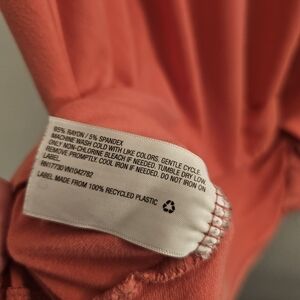 95% RAYON / 5% SPANDEX
MACHINE WASH COLD WITH LIKE COLORS. GENTLE CYCLE.
ONLY NON-CHLORINE BLEACH IF NEEDED. TUMBLE DRY LOW
REMOVE PROMPTLY. COOL IRON IF NEEDED. DO NOT IRON ON
LABEL.
RN17730 VN1042782
LABEL MADE FROM 100% RECYCLED PLASTIC